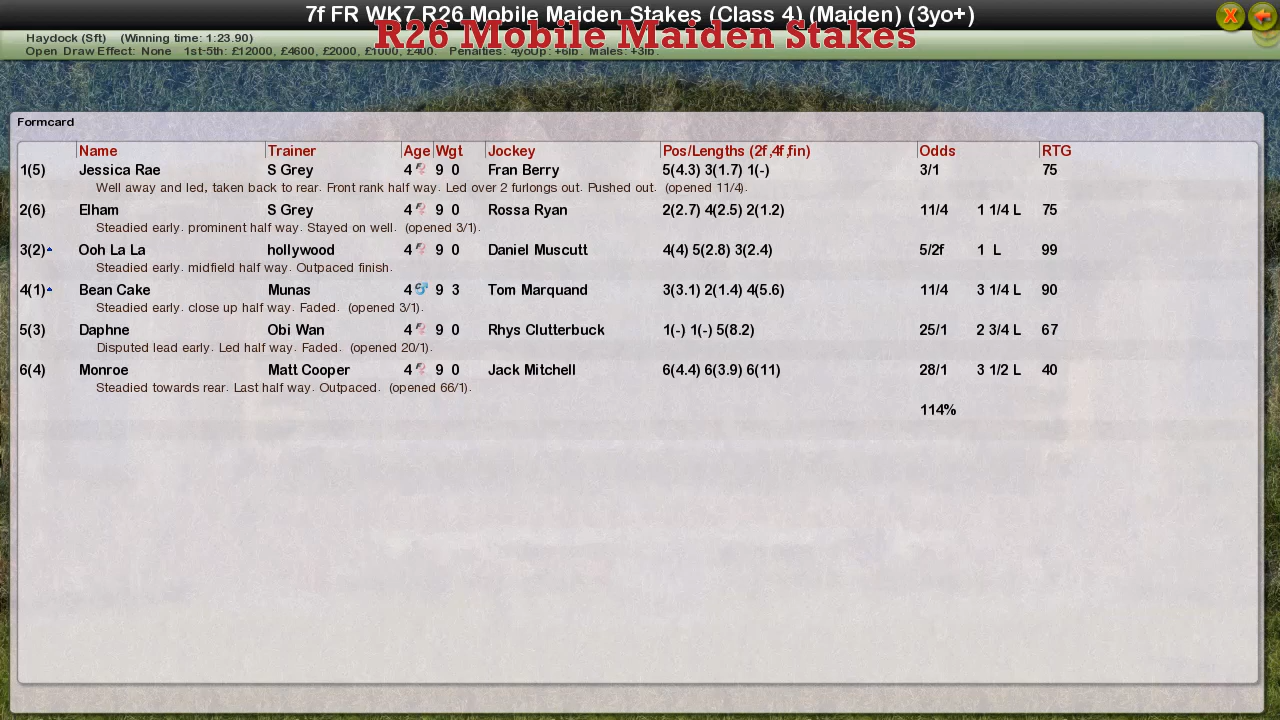 7f FR WK7 R26 Mobile Maiden Stakes (Class 4) (Maiden) (3yo+)
X
R26 Mobile Maiden Stakes
Haydock (Sft) (Winning time: 1:23.90)
Open Draw Effect: None 1st-5th: £12000, £4600, £2000, £1000, £400. Penalties: 4yoUp: +6lb. Males: +3lb.
Formcard
Name Trainer Age Wgt Jockey Pos/Lengths (2f,4f,fin) Odds RTG
1(5) Jessica Rae S Grey 4 9 0 Fran Berry 5(4.3) 3(1.7) 1(-) 3/1 75
Well away and led, taken back to rear. Front rank half way. Led over 2 furlongs out. Pushed out. (opened 11/4).
2(6) Elham S Grey 4 9 0 Rossa Ryan 2(2.7) 4(2.5) 2(1.2) 11/4 1 1/4 L 75
Steadied early. prominent half way. Stayed on well. (opened 3/1).
3(2) Ooh La La hollywood 4 9 0 Daniel Muscutt 4(4) 5(2.8) 3(2.4) 5/2f 1 L 99
Steadied early. midfield half way. Outpaced finish.
4(1) Bean Cake Munas 4 9 3 Tom Marquand 3(3.1) 2(1.4) 4(5.6) 11/4 3 1/4 L 90
Steadied early. close up half way. Faded. (opened 3/1).
5(3) Daphne Obi Wan 4 9 0 Rhys Clutterbuck 1(-) 1(-) 5(8.2) 25/1 2 3/4 L 67
Disputed lead early. Led half way. Faded. (opened 20/1).
6(4) Monroe Matt Cooper 4 9 0 Jack Mitchell 6(4.4) 6(3.9) 6(11) 28/1 3 1/2 L 40
Steadied towards rear. Last half way. Outpaced. (opened 66/1).
114%